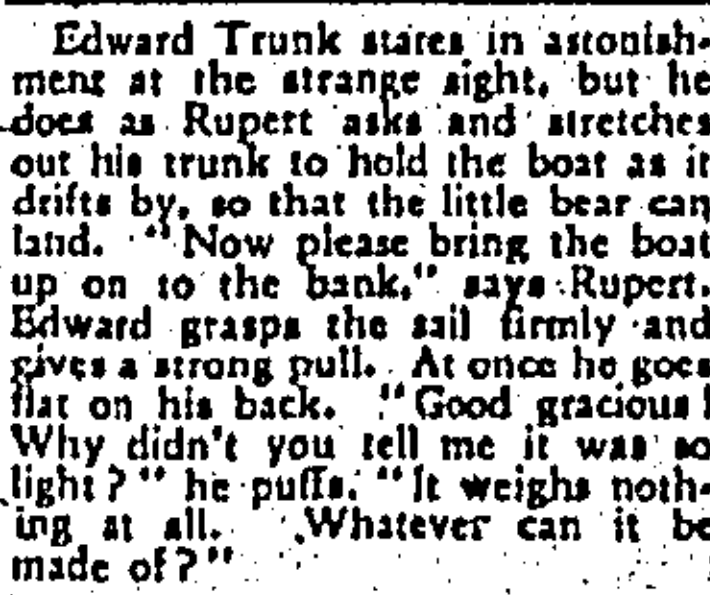 Edward Trunk stares in astonish-
ment at the strange sight, but he
does as Rupert asks and stretches
out his trunk to hold the boat as it
drifts by, so that the little bear can
land. "Now please bring the boat
up on to the bank," says Rupert.
Edward grasps the sail firmly and
gives a strong pull. At once he goes
flat on his back. "Good gracious!
Why didn't you tell me it was so
light?" he puffs. "It weighs noth-
ing at all. Whatever can it be
made of?"